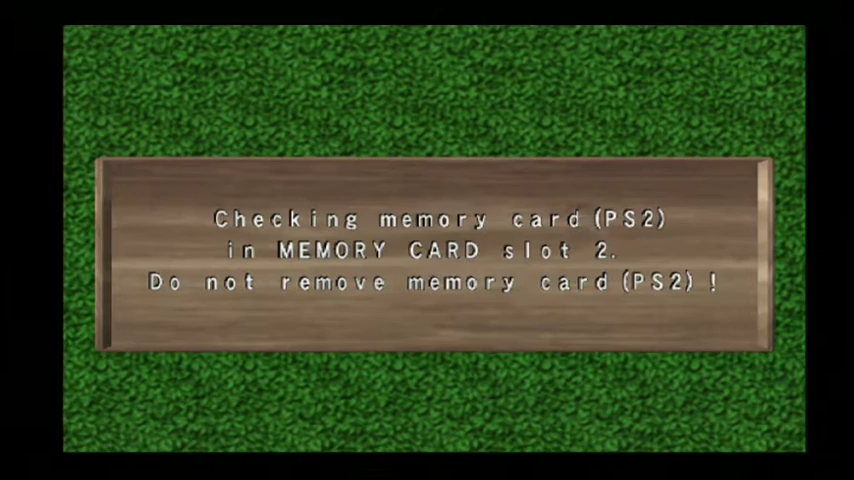 Checking memory card(PS2)
in MEMORY CARD slot 2.
Do not remove memory card(PS2)!